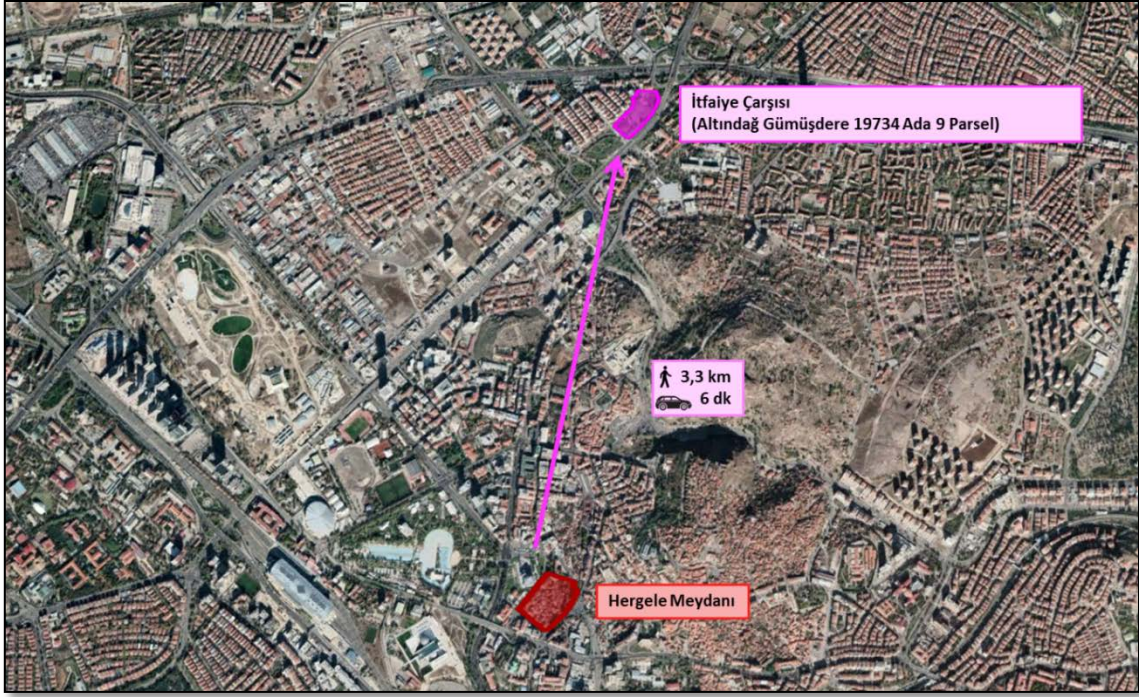 İtfaiye Çarşısı
(Altındağ Gümüşdere 19734 Ada 9 Parsel)
3,3 km
6 dk
Hergele Meydanı